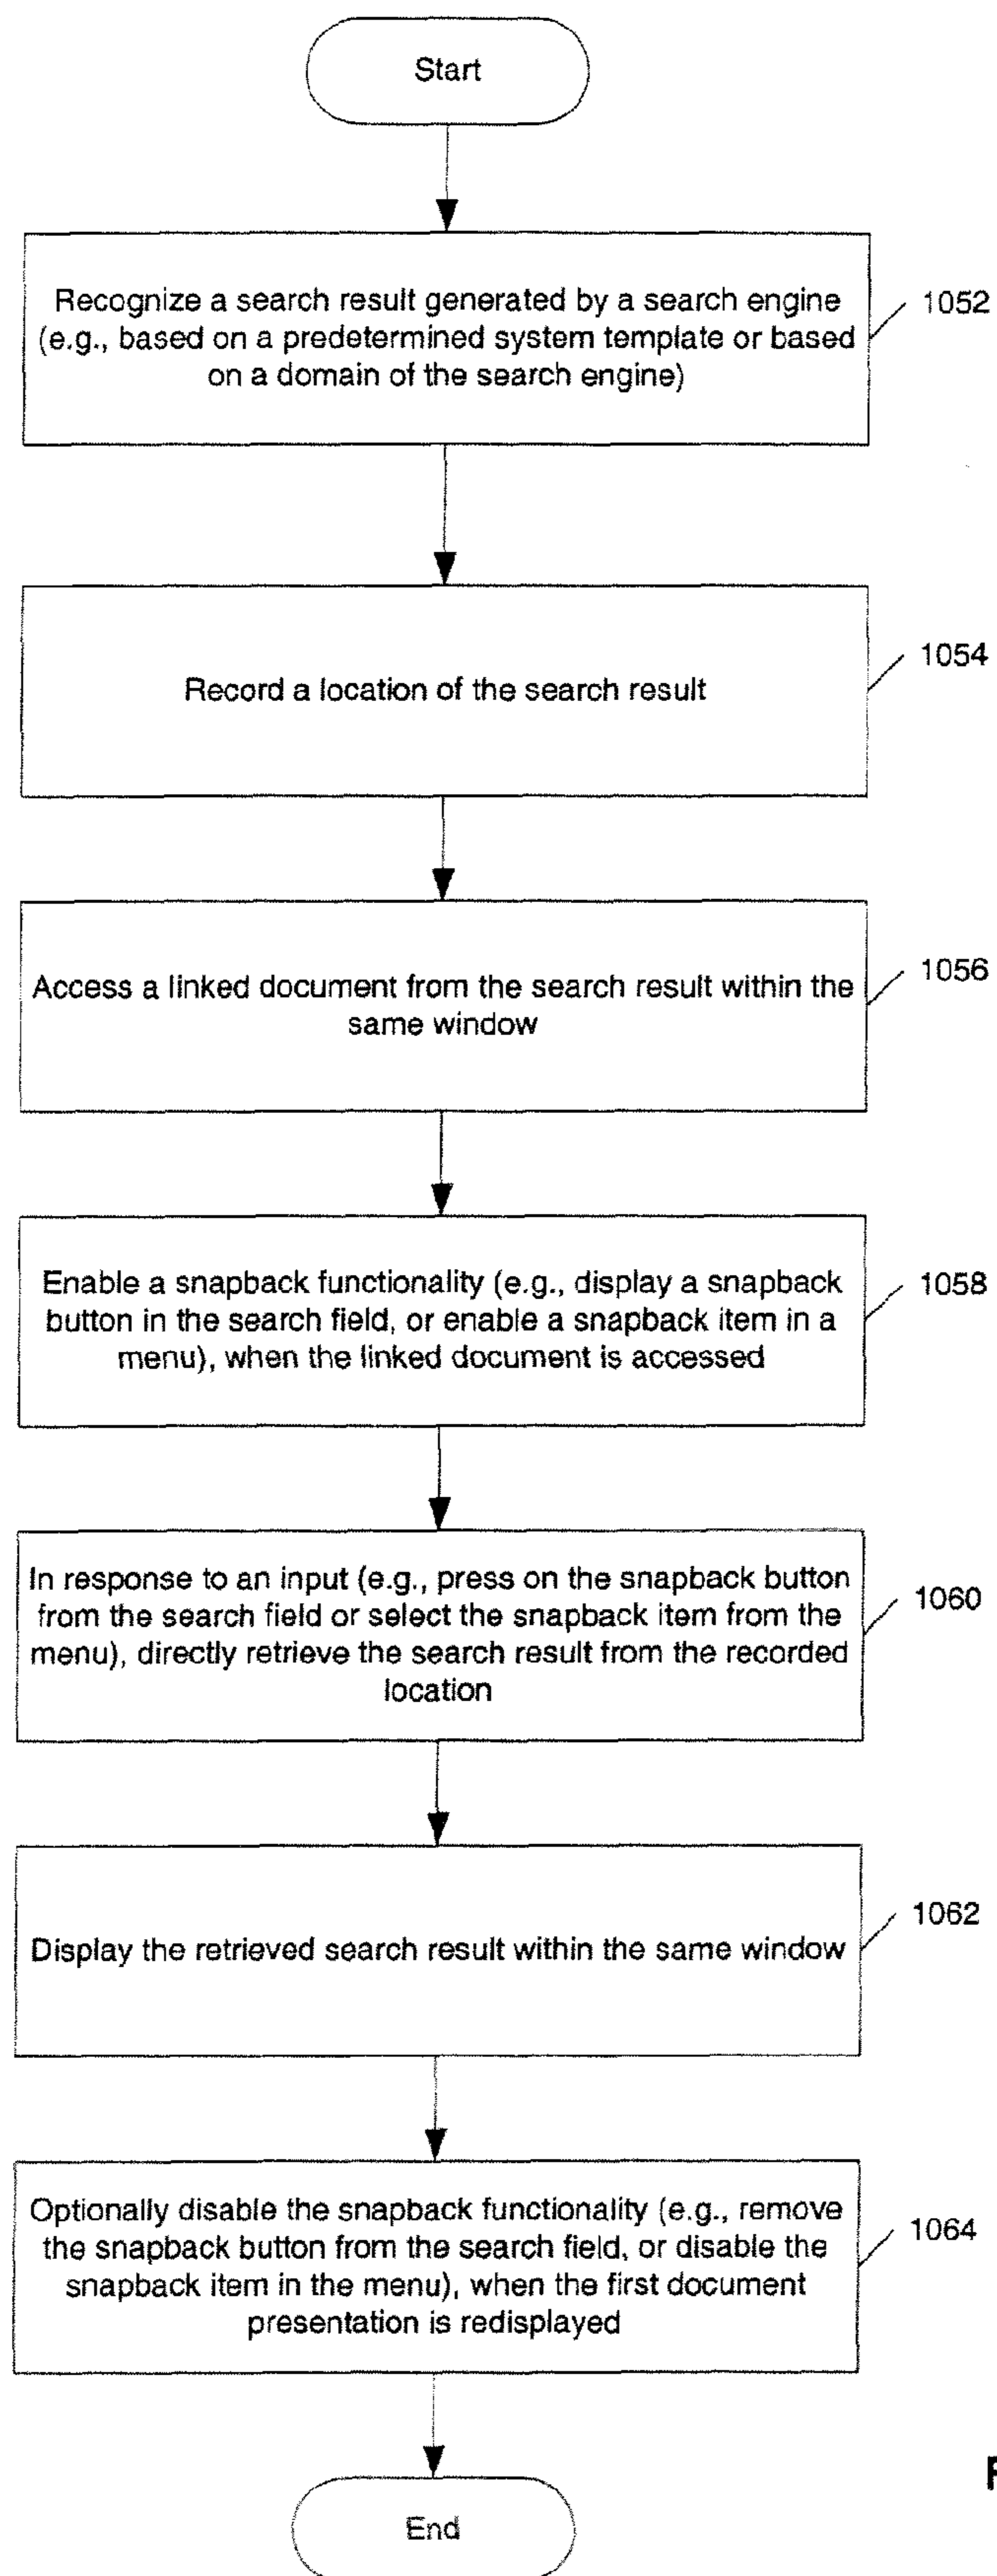 Start
Recognize a search result generated by a search engine
(e.g., based on a predetermined system template or based
on a domain of the search engine)
1052
Record a location of the search result
1054
Access a linked document from the search result within the
same window
1056
Enable a snapback functionality (e.g., display a snapback
button in the search field, or enable a snapback item in a
menu), when the linked document is accessed
1058
In response to an input (e.g., press on the snapback button
from the search field or select the snapback item from the
menu), directly retrieve the search result from the recorded
location
1060
Display the retrieved search result within the same window
1062
Optionally disable the snapback functionality (e.g., remove
the snapback button from the search field, or disable the
snapback item in the menu), when the first document
presentation is redisplayed
1064
End